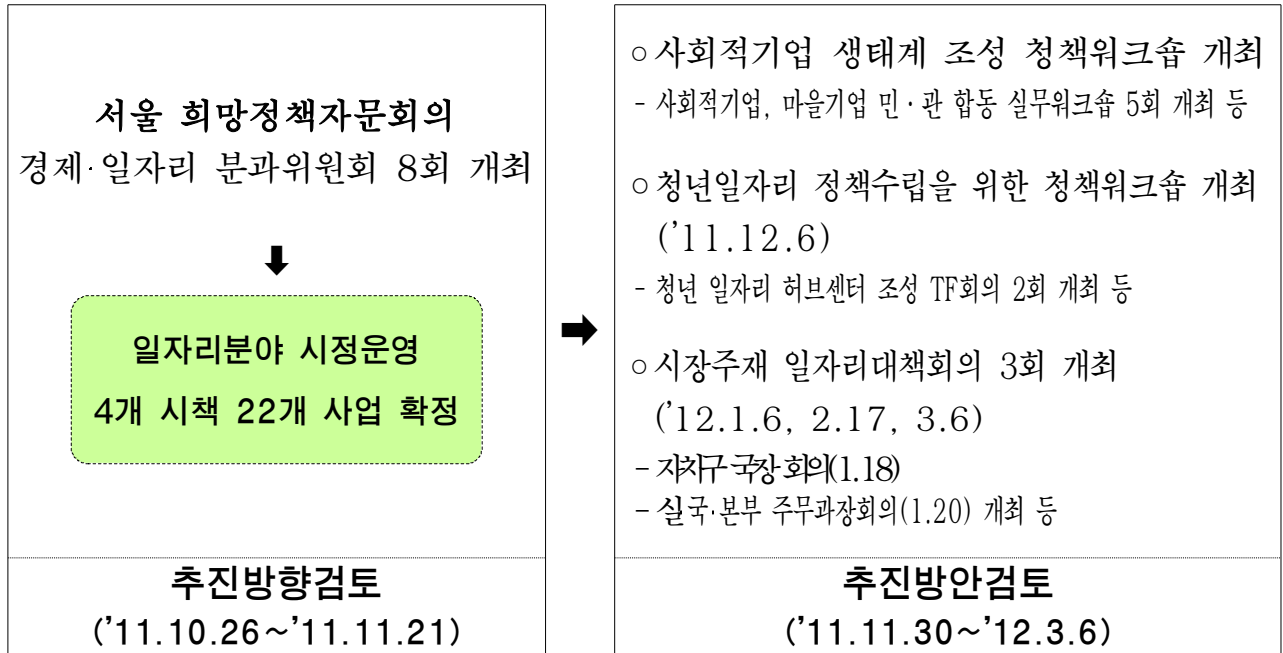 서울 희망정책자문회의
경제·일자리 분과위원회 8회 개최
⬇
일자리분야 시정운영
4개 시책 22개 사업 확정
추진방향검토
(’11.10.26~’11.11.21)
➡
○사회적기업 생태계 조성 청책워크숍 개최
- 사회적기업, 마을기업 민·관 합동 실무워크숍 5회 개최 등
○청년일자리 정책수립을 위한 청책워크숍 개최
(’11.12.6)
- 청년 일자리 허브센터 조성 TF회의 2회 개최 등
○시장주재 일자리대책회의 3회 개최
(’12.1.6, 2.17, 3.6)
- 자치구 국장 회의(1.18)
- 실국·본부 주무과장회의(1.20) 개최 등
추진방안검토
(’11.11.30~’12.3.6)